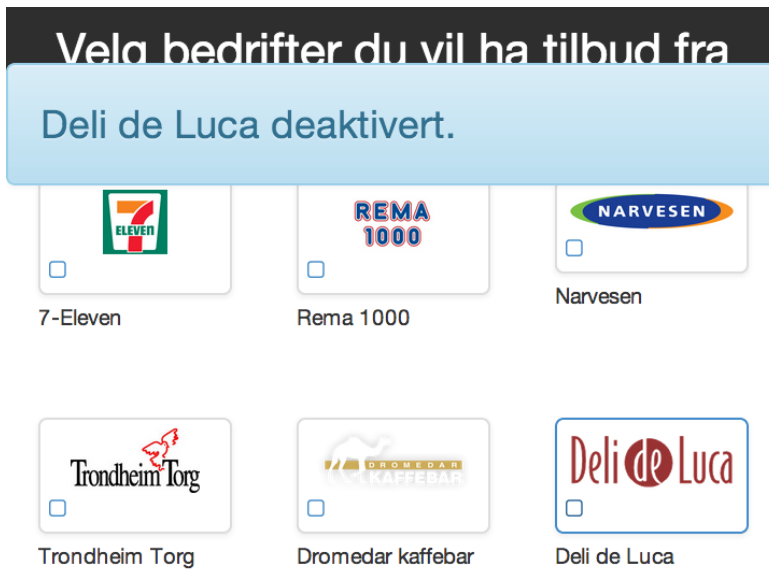 Velg bedrifter du vil ha tilbud fra
Deli de Luca deaktivert.
7
ELEVEn
REMA
1000
NARVESEN
7-Eleven
Rema 1000
Narvesen
Trondheim Torg
DROMEDAR
KAFFEBAR
Deli de Luca
Trondheim Torg
Dromedar kaffebar
Deli de Luca